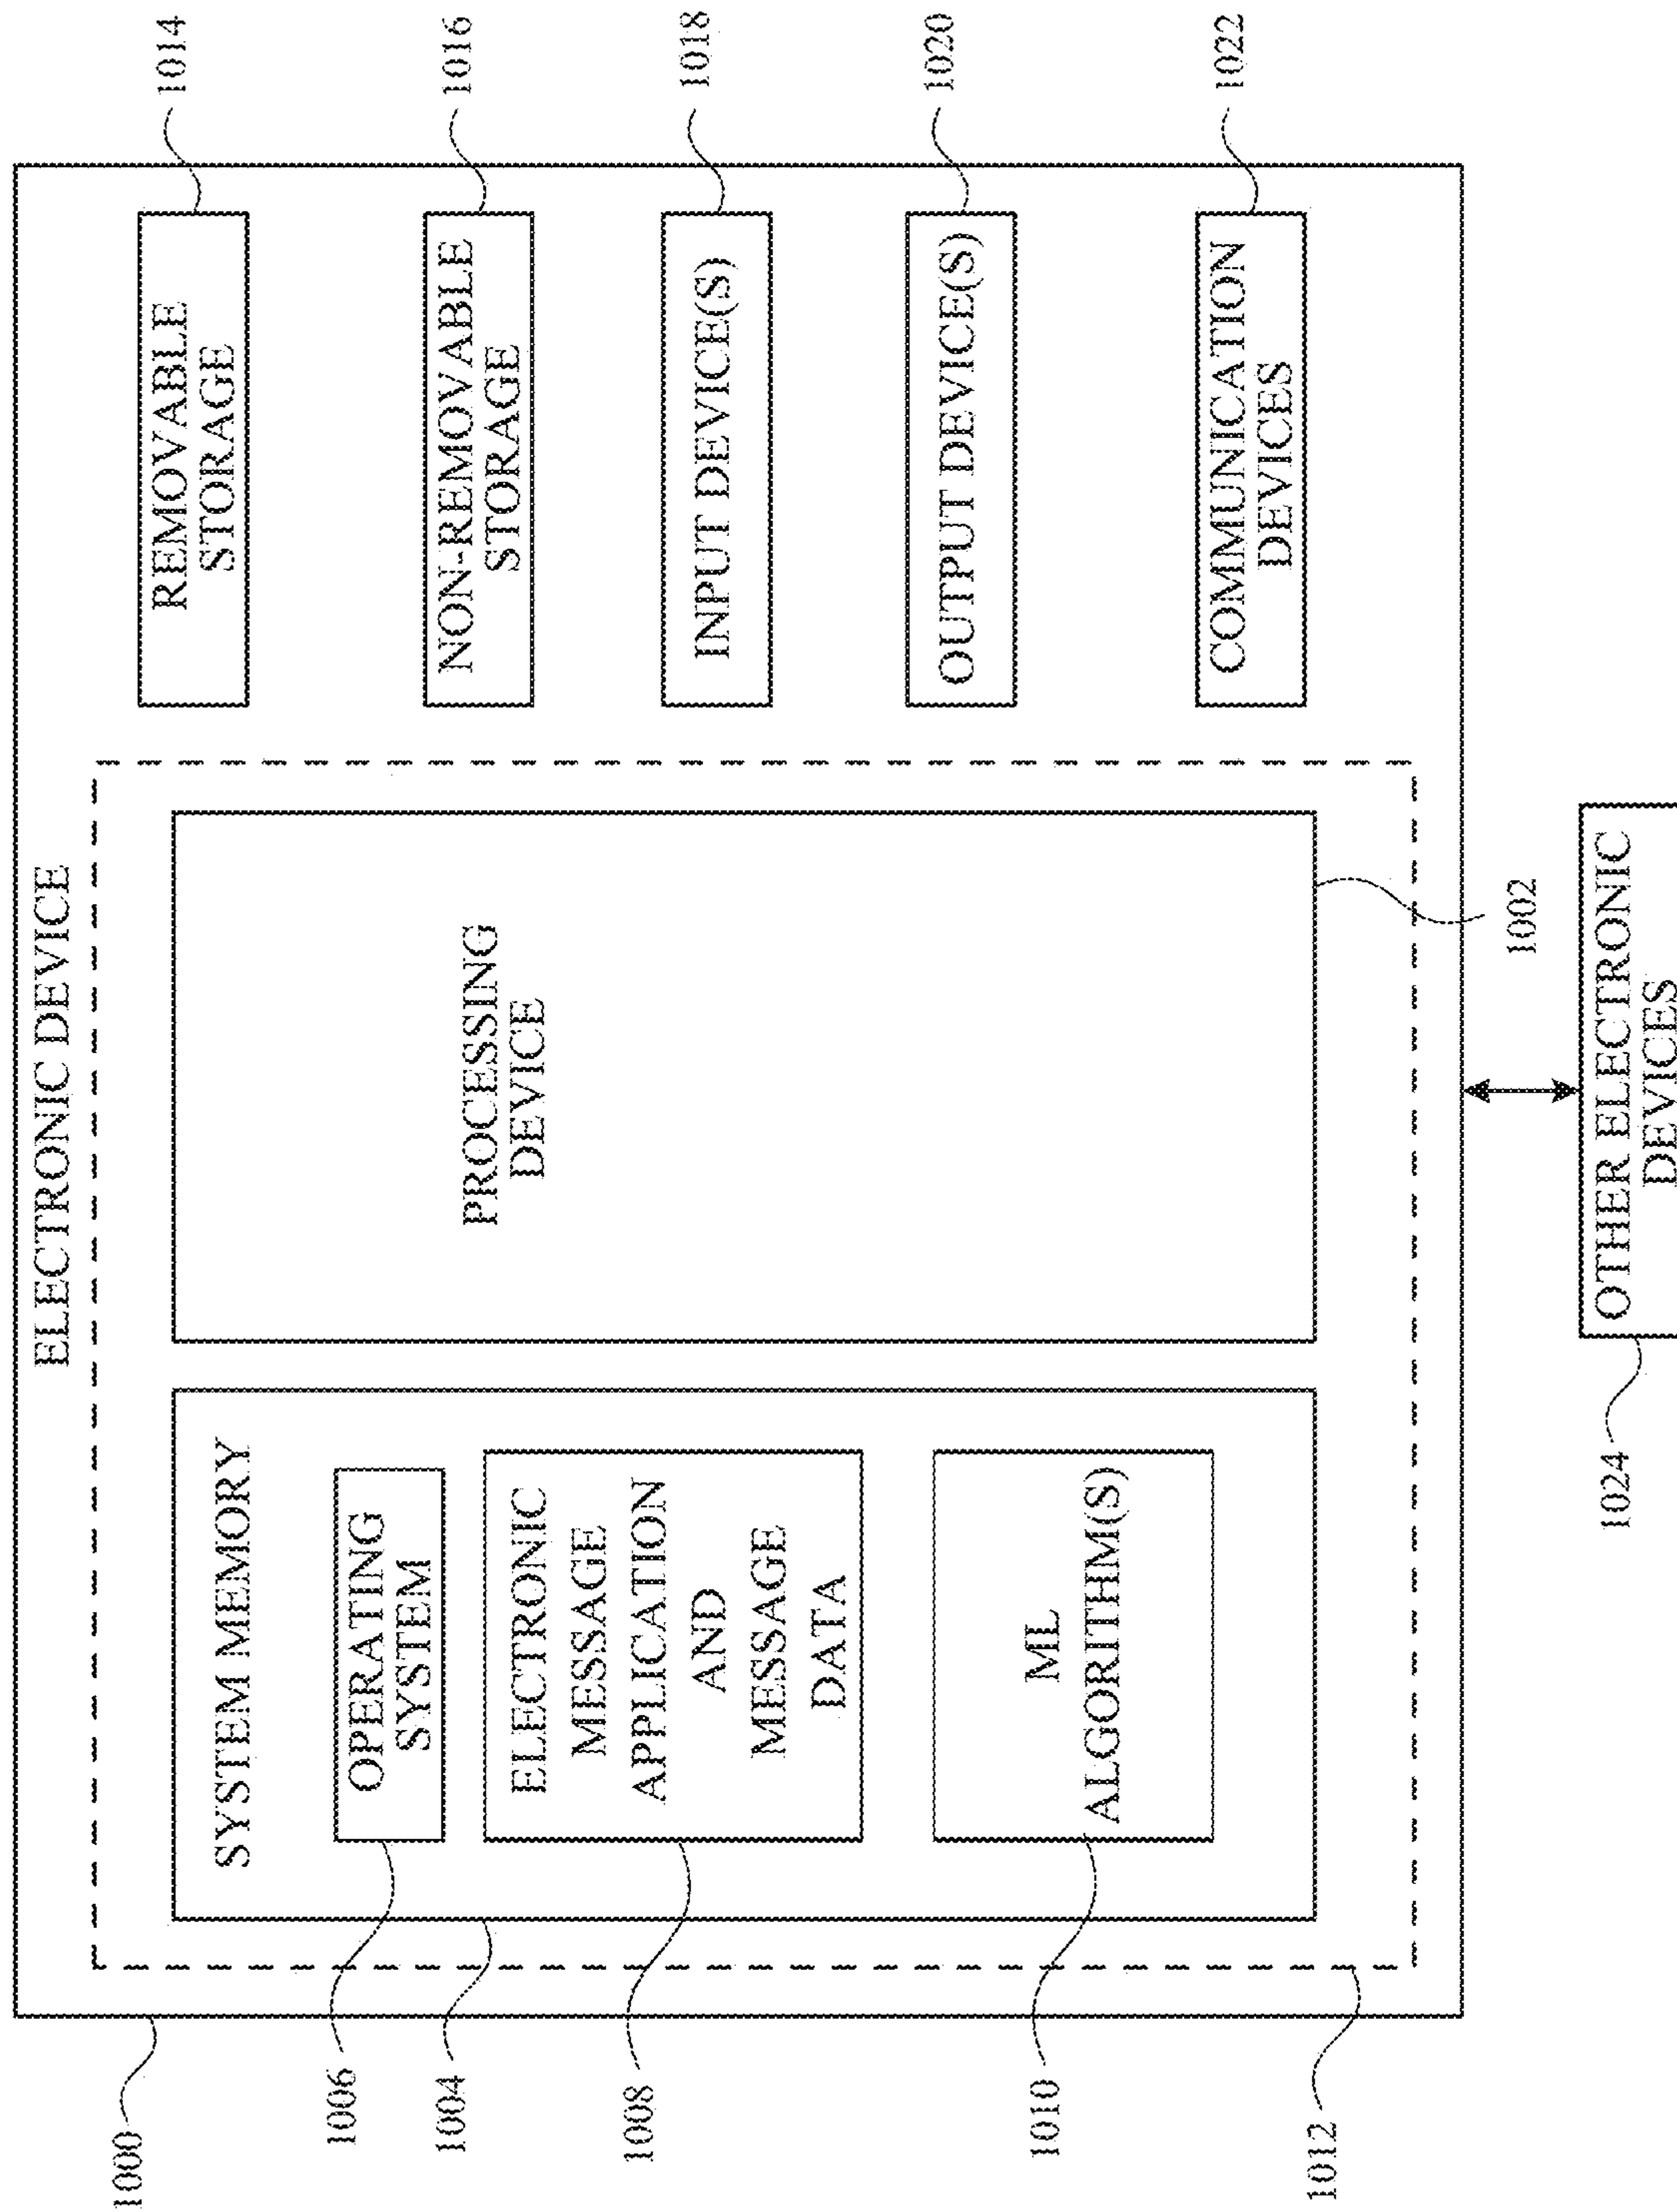 ELECTRONIC DEVICE
1000
SYSTEM MEMORY
1006
OPERATING
SYSTEM
1004
1008
ELECTRONIC
MESSAGE
APPLICATION
AND
MESSAGE
DATA
1010
ML
ALGORITHM(S)
1012
PROCESSING
DEVICE
1002
REMOVABLE
STORAGE
1014
NON-REMOVABLE
STORAGE
1016
INPUT DEVICE(S)
1018
OUTPUT DEVICE(S)
1020
COMMUNICATION
DEVICES
1022
1024
OTHER ELECTRONIC
DEVICES